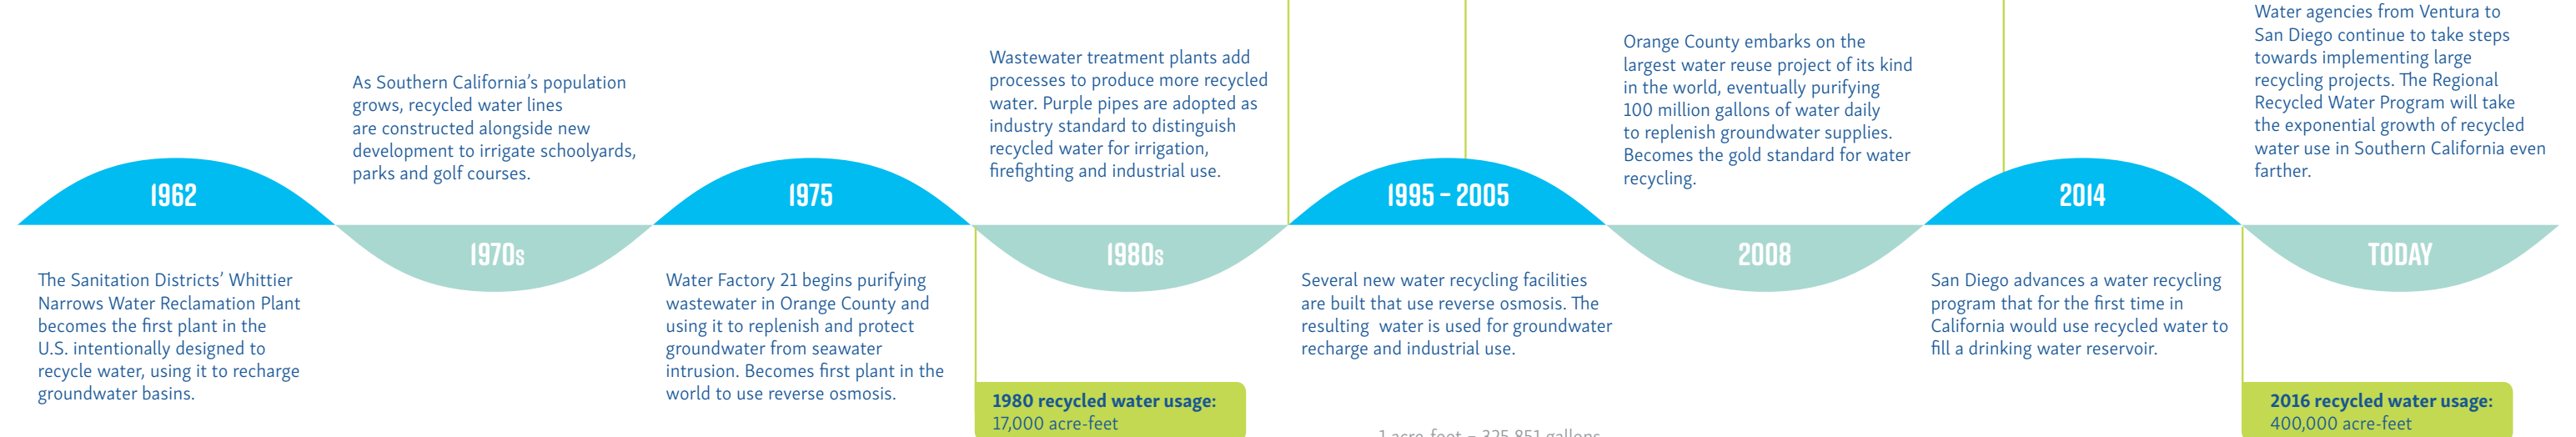 1962
The Sanitation Districts’ Whittier
Narrows Water Reclamation Plant
becomes the first plant in the
U.S. intentionally designed to
recycle water, using it to recharge
groundwater basins.
As Southern California’s population
grows, recycled water lines
are constructed alongside new
development to irrigate schoolyards,
parks and golf courses.
1970s
1975
Water Factory 21 begins purifying
wastewater in Orange County and
using it to replenish and protect
groundwater from seawater
intrusion. Becomes first plant in the
world to use reverse osmosis.
Wastewater treatment plants add
processes to produce more recycled
water. Purple pipes are adopted as
industry standard to distinguish
recycled water for irrigation,
firefighting and industrial use.
1980s
1980 recycled water usage:
17,000 acre-feet
1995 – 2005
Several new water recycling facilities
are built that use reverse osmosis. The
resulting  water is used for groundwater
recharge and industrial use.
1 acre-foot = 325,851 gallons
Orange County embarks on the
largest water reuse project of its kind
in the world, eventually purifying
100 million gallons of water daily
to replenish groundwater supplies.
Becomes the gold standard for water
recycling.
2008
2014
San Diego advances a water recycling
program that for the first time in
California would use recycled water to
fill a drinking water reservoir.
Water agencies from Ventura to
San Diego continue to take steps
towards implementing large
recycling projects. The Regional
Recycled Water Program will take
the exponential growth of recycled
water use in Southern California even
farther.
TODAY
2016 recycled water usage:
400,000 acre-feet